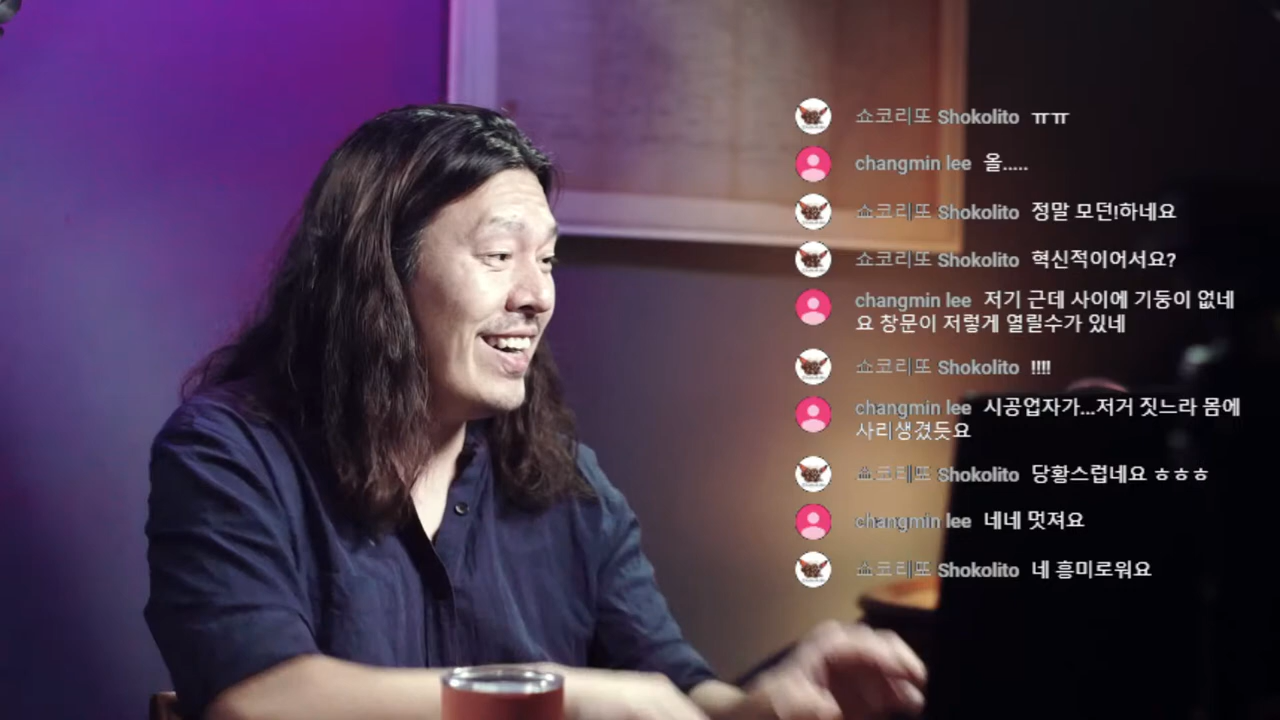 쇼코리또 Shokolito ㅠㅠ
changmin lee 올.....
쇼코리또 Shokolito 정말 모던!하네요
쇼코리또 Shokolito 혁신적이어서요?
changmin lee 저기 근데 사이에 기둥이 없네
요 창문이 저렇게 열릴수가 있네
쇼코리또 Shokolito !!!!
changmin lee 시공업자가...저거 짓느라 몸에
사리생겼듯요
쇼코리또 Shokolito 당황스럽네요 ㅎㅎㅎ
changmin lee 네네 멋져요
쇼코리또 Shokolito 네 흥미로워요